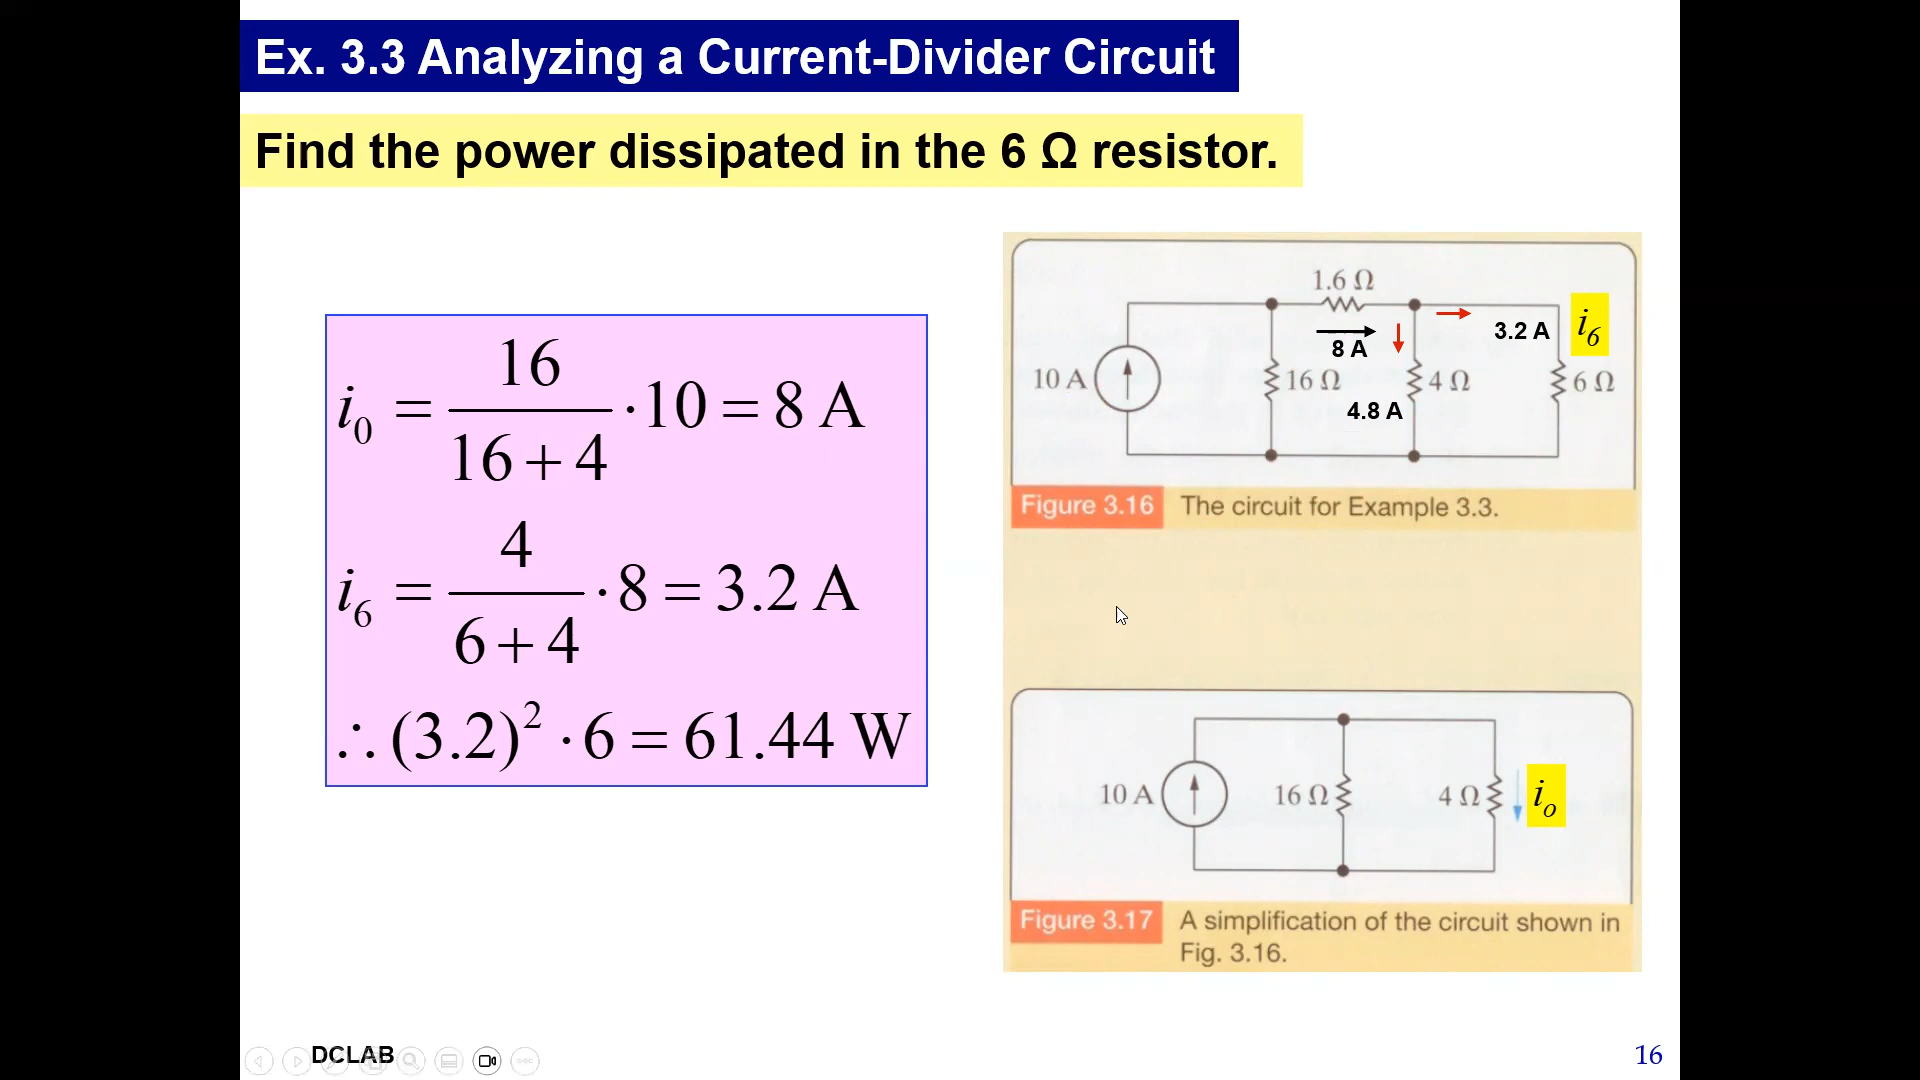 Ex. 3.3 Analyzing a Current-Divider Circuit
Find the power dissipated in the 6 Ω resistor.
i₀ = 16/(16+4) · 10 = 8 A
i₆ = 4/(6+4) · 8 = 3.2 A
∴ (3.2)² · 6 = 61.44 W
1.6 Ω
8 A
3.2 A
i₆
10 A
16 Ω
4 Ω
6 Ω
4.8 A
Figure 3.16 The circuit for Example 3.3.
10 A
16 Ω
4 Ω
iₒ
Figure 3.17 A simplification of the circuit shown in
Fig. 3.16.
DCLAB
16